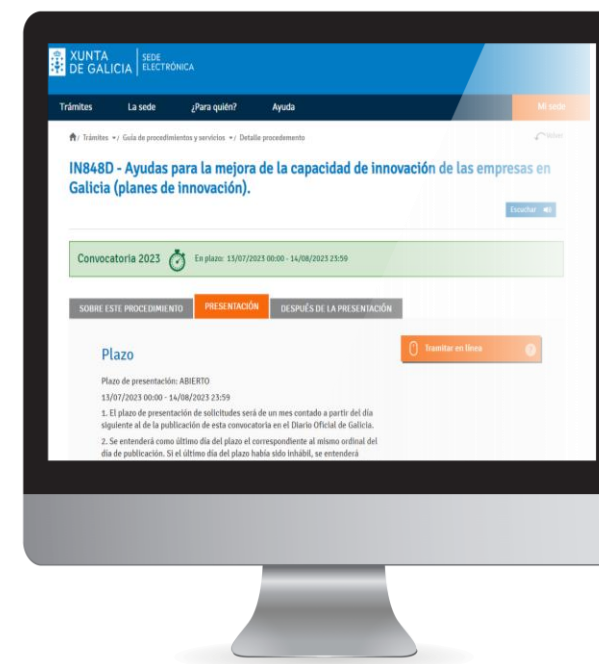 XUNTA
DE GALICIA
SEDE
ELECTRÓNICA
Trámites La sede ¿Para quién? Ayuda Mi sede
/ Trámites / Guía de procedimientos y servicios / Detalle procedemento Volver
IN848D - Ayudas para la mejora de la capacidad de innovación de las empresas en
Galicia (planes de innovación).
Escuchar
Convocatoria 2023 En plazo: 13/07/2023 00:00 - 14/08/2023 23:59
SOBRE ESTE PROCEDIMIENTO PRESENTACIÓN DESPUÉS DE LA PRESENTACIÓN
Plazo
Tramitar en línea
Plazo de presentación: ABIERTO
13/07/2023 00:00 - 14/08/2023 23:59
1. El plazo de presentación de solicitudes será de un mes contado a partir del día
siguiente al de la publicación de esta convocatoria en el Diario Oficial de Galicia.
2. Se entenderá como último día del plazo el correspondiente al mismo ordinal del
día de publicación. Si el último día del plazo había sido inhábil, se entenderá